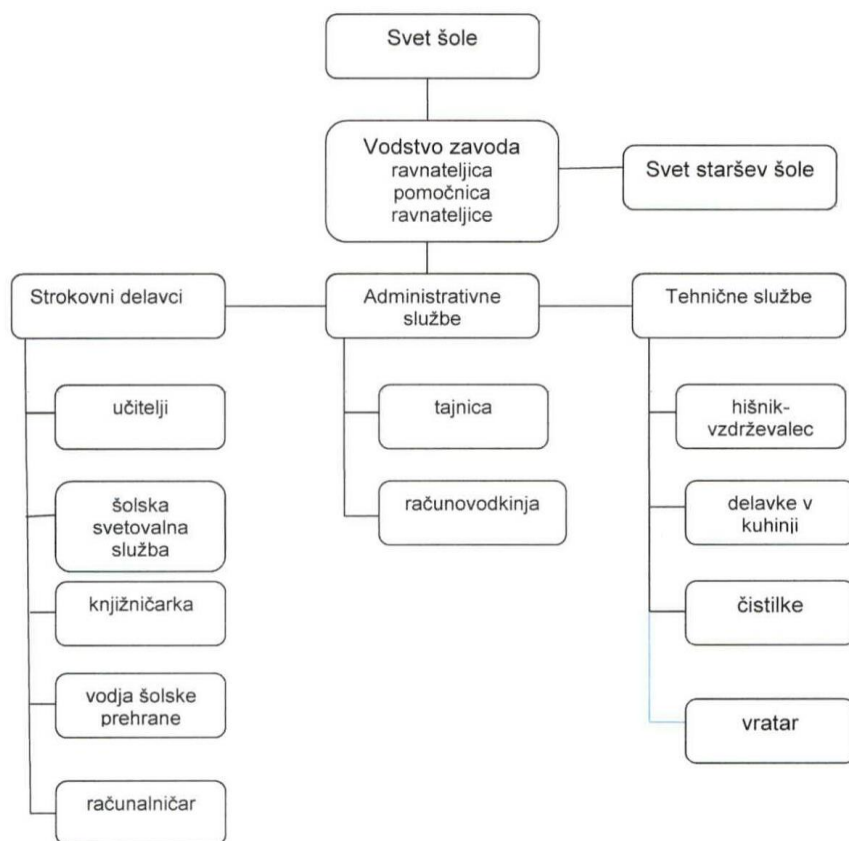 Svet šole
Vodstvo zavoda
ravnateljica
pomočnica
ravnateljice
Svet staršev šole
Strokovni delavci
Administrativne
službe
Tehnične službe
učitelji
šolska
svetovalna
služba
knjižničarka
vodja šolske
prehrane
računalničar
tajnica
računovodkinja
hišnik-
vzdrževalec
delavke v
kuhinji
čistilke
vratar